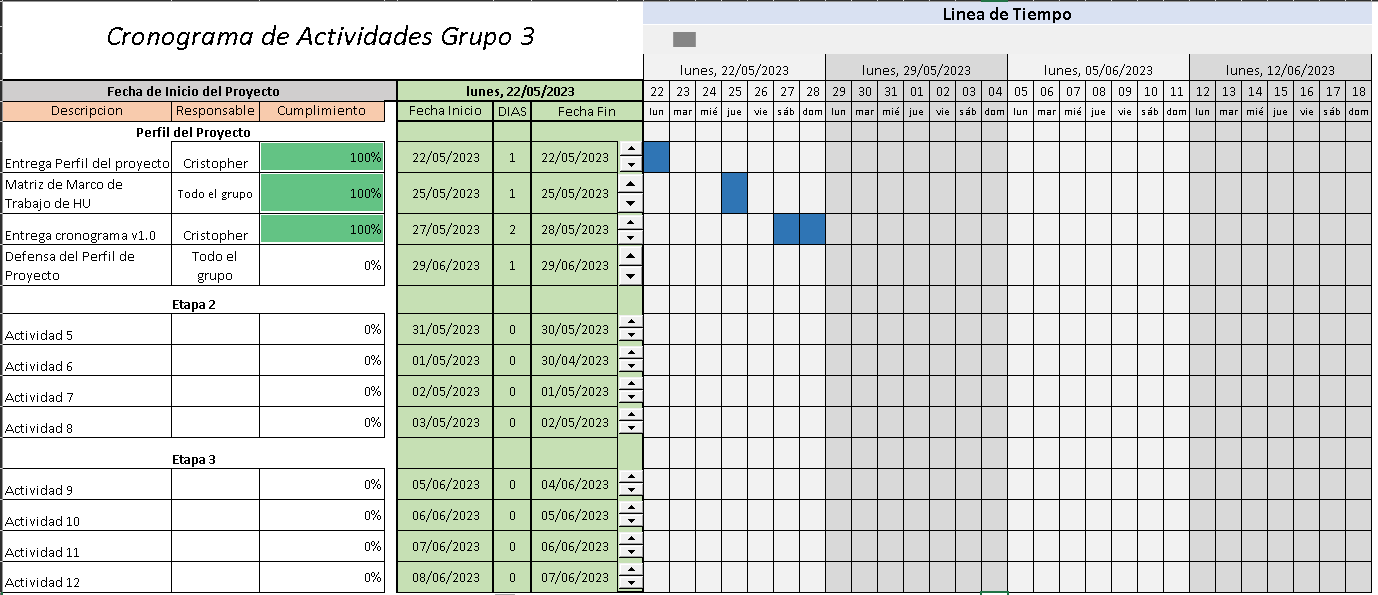 Linea de Tiempo
Cronograma de Actividades Grupo 3
lunes, 22/05/2023 lunes, 29/05/2023 lunes, 05/06/2023 lunes, 12/06/2023
Fecha de Inicio del Proyecto lunes, 22/05/2023 22 23 24 25 26 27 28 29 30 31 01 02 03 04 05 06 07 08 09 10 11 12 13 14 15 16 17 18
Descripcion Responsable Cumplimiento Fecha Inicio DIAS Fecha Fin lun mar mié jue vie sáb dom lun mar mié jue vie sáb dom lun mar mié jue vie sáb dom lun mar mié jue vie sáb dom
Perfil del Proyecto
Entrega Perfil del proyecto Cristopher 100% 22/05/2023 1 22/05/2023
Matriz de Marco de
Trabajo de HU Todo el grupo 100% 25/05/2023 1 25/05/2023
Entrega cronograma v1.0 Cristopher 100% 27/05/2023 2 28/05/2023
Defensa del Perfil de Todo el
Proyecto grupo 0% 29/06/2023 1 29/06/2023
Etapa 2
Actividad 5 0% 31/05/2023 0 30/05/2023
Actividad 6 0% 01/05/2023 0 30/04/2023
Actividad 7 0% 02/05/2023 0 01/05/2023
Actividad 8 0% 03/05/2023 0 02/05/2023
Etapa 3
Actividad 9 0% 05/06/2023 0 04/06/2023
Actividad 10 0% 06/06/2023 0 05/06/2023
Actividad 11 0% 07/06/2023 0 06/06/2023
Actividad 12 0% 08/06/2023 0 07/06/2023